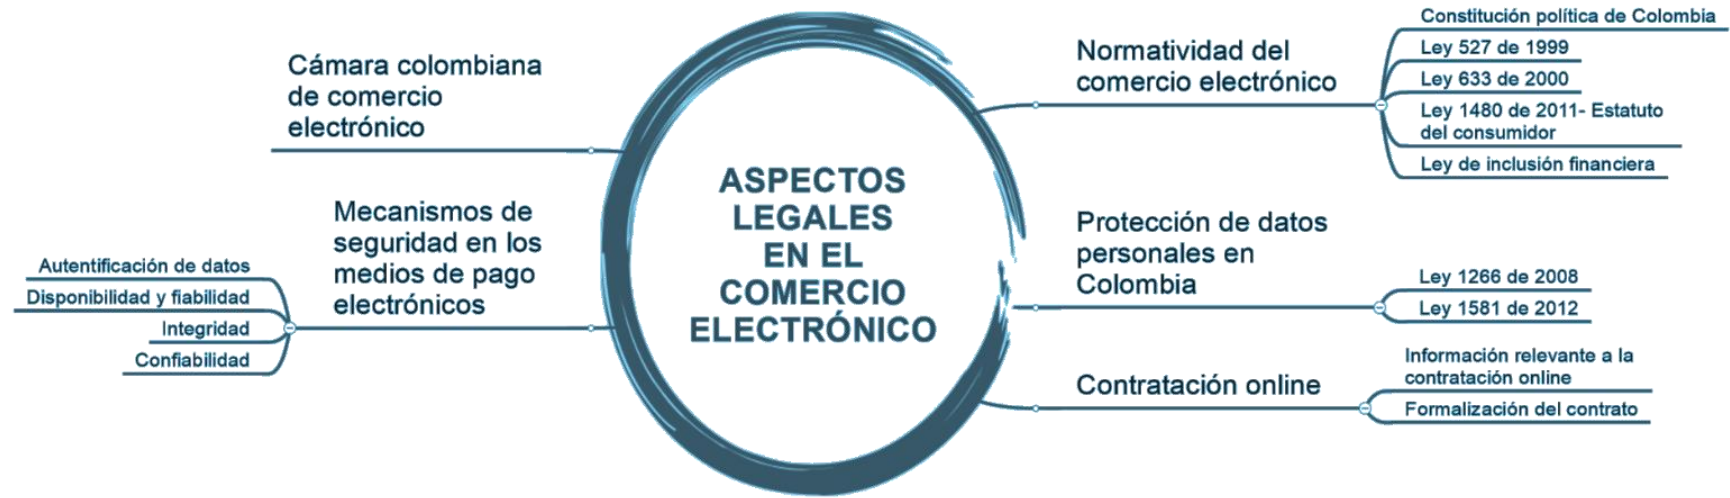 ASPECTOS
LEGALES
EN EL
COMERCIO
ELECTRÓNICO
Cámara colombiana
de comercio
electrónico
Mecanismos de
seguridad en los
medios de pago
electrónicos
Autentificación de datos
Disponibilidad y fiabilidad
Integridad
Confiabilidad
Normatividad del
comercio electrónico
Constitución política de Colombia
Ley 527 de 1999
Ley 633 de 2000
Ley 1480 de 2011- Estatuto
del consumidor
Ley de inclusión financiera
Protección de datos
personales en
Colombia
Ley 1266 de 2008
Ley 1581 de 2012
Contratación online
Información relevante a la
contratación online
Formalización del contrato